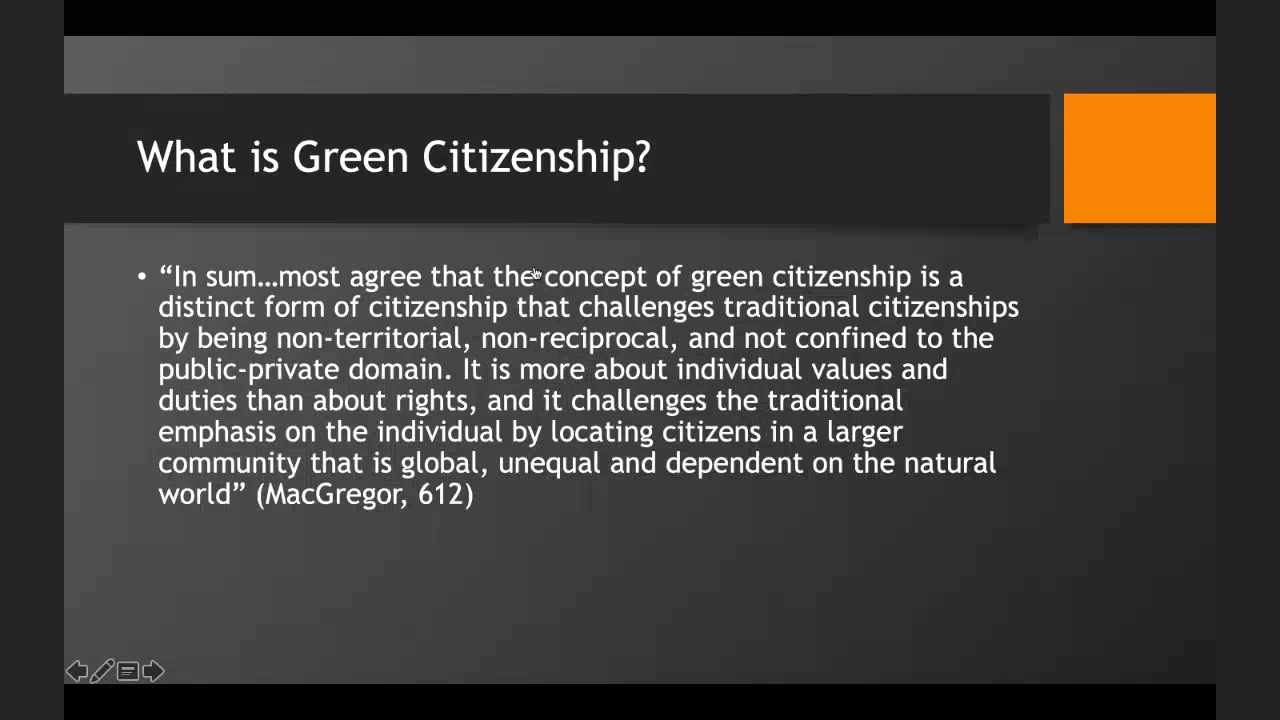 What is Green Citizenship?
• “In sum…most agree that the concept of green citizenship is a
distinct form of citizenship that challenges traditional citizenships
by being non-territorial, non-reciprocal, and not confined to the
public-private domain. It is more about individual values and
duties than about rights, and it challenges the traditional
emphasis on the individual by locating citizens in a larger
community that is global, unequal and dependent on the natural
world” (MacGregor, 612)